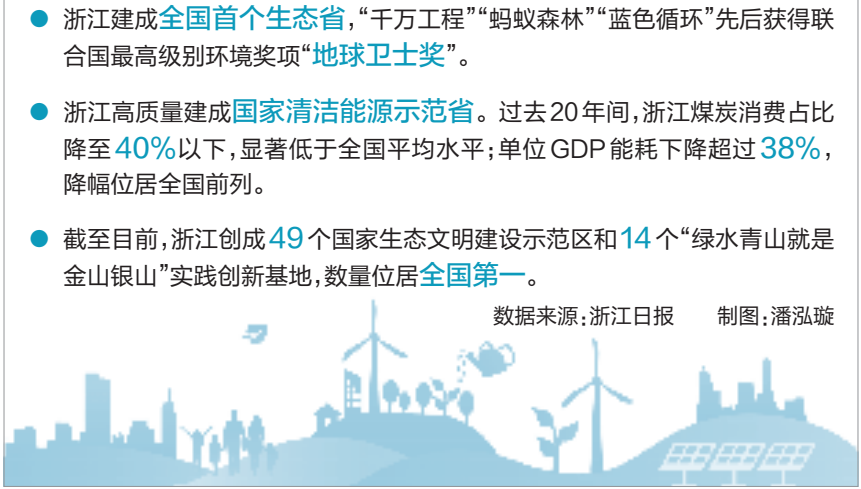 ● 浙江建成全国首个生态省,“千万工程”“蚂蚁森林”“蓝色循环”先后获得联
合国最高级别环境奖项“地球卫士奖”。
● 浙江高质量建成国家清洁能源示范省。过去20年间,浙江煤炭消费占比
降至40%以下,显著低于全国平均水平;单位GDP能耗下降超过38%,
降幅位居全国前列。
● 截至目前,浙江创成49个国家生态文明建设示范区和14个“绿水青山就是
金山银山”实践创新基地,数量位居全国第一。
数据来源:浙江日报 制图:潘泓璇